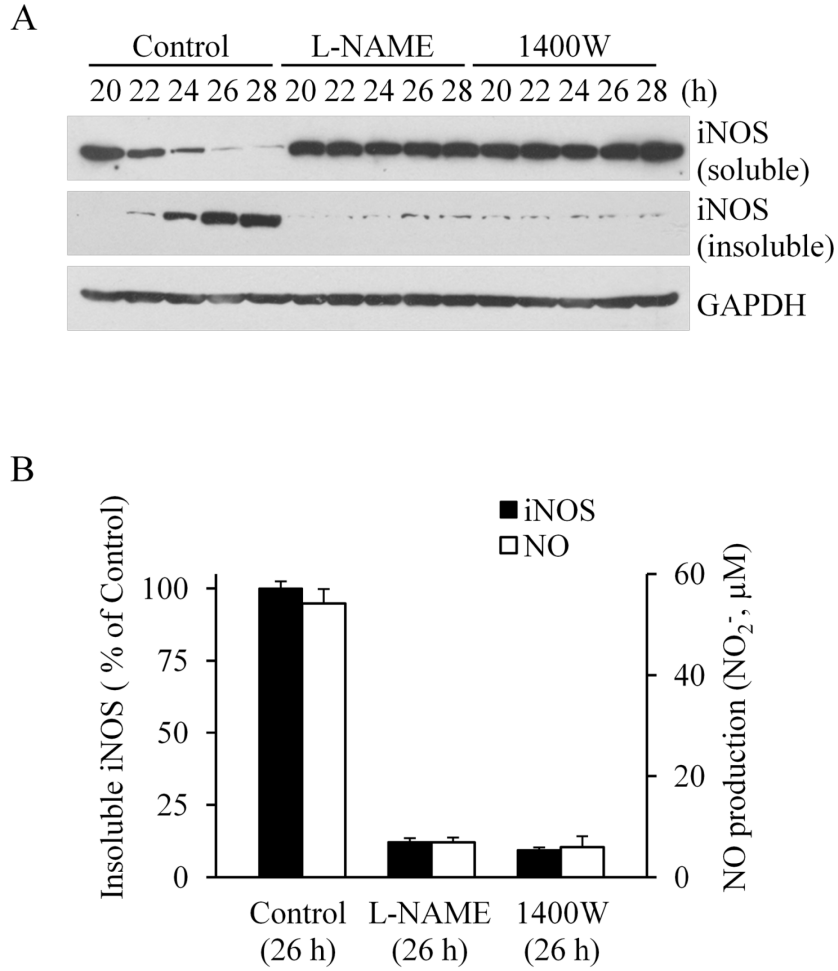 A
Control L-NAME 1400W
20 22 24 26 28 20 22 24 26 28 20 22 24 26 28 (h)
iNOS
(soluble)
iNOS
(insoluble)
GAPDH
B
iNOS
NO
Insoluble iNOS ( % of Control)
100
75
50
25
0
60
40
20
0
NO production (NO₂⁻, μM)
Control L-NAME 1400W
(26 h) (26 h) (26 h)